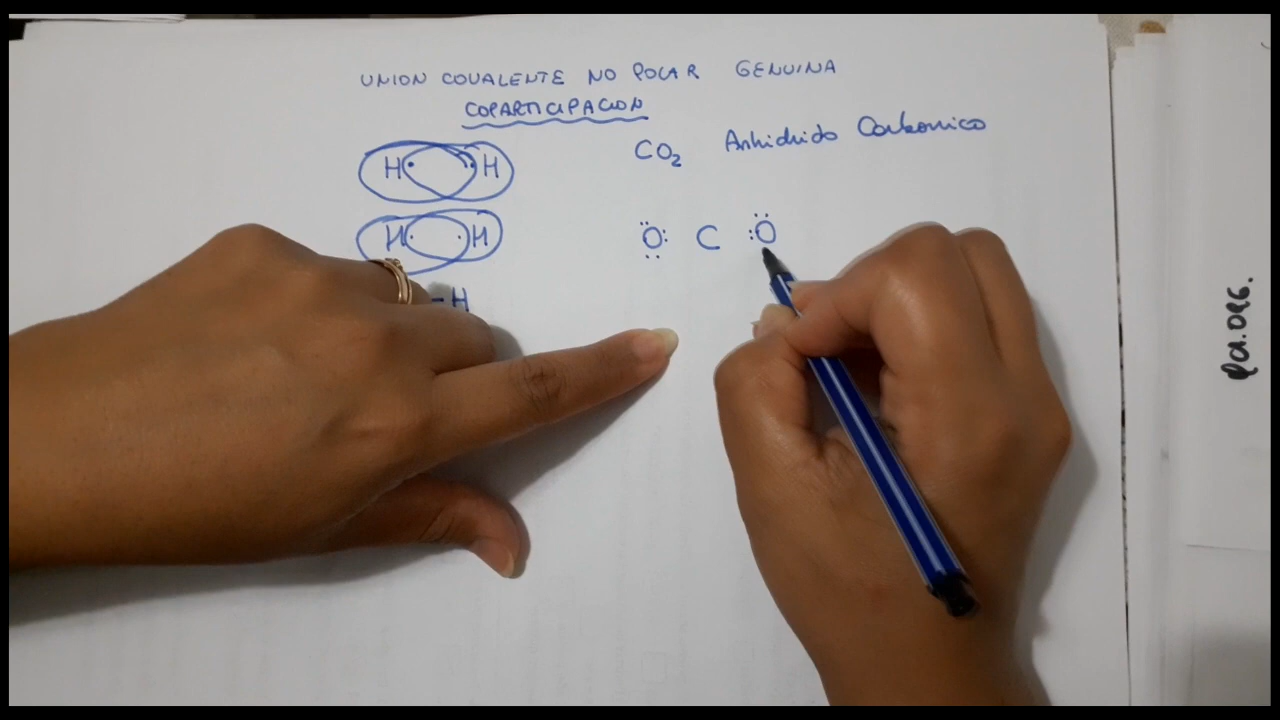 UNION COVALENTE NO POLAR GENUINA
COPARTICIPACION
H H
H H
- H
CO₂ Anhidrido Carbonico
O C O